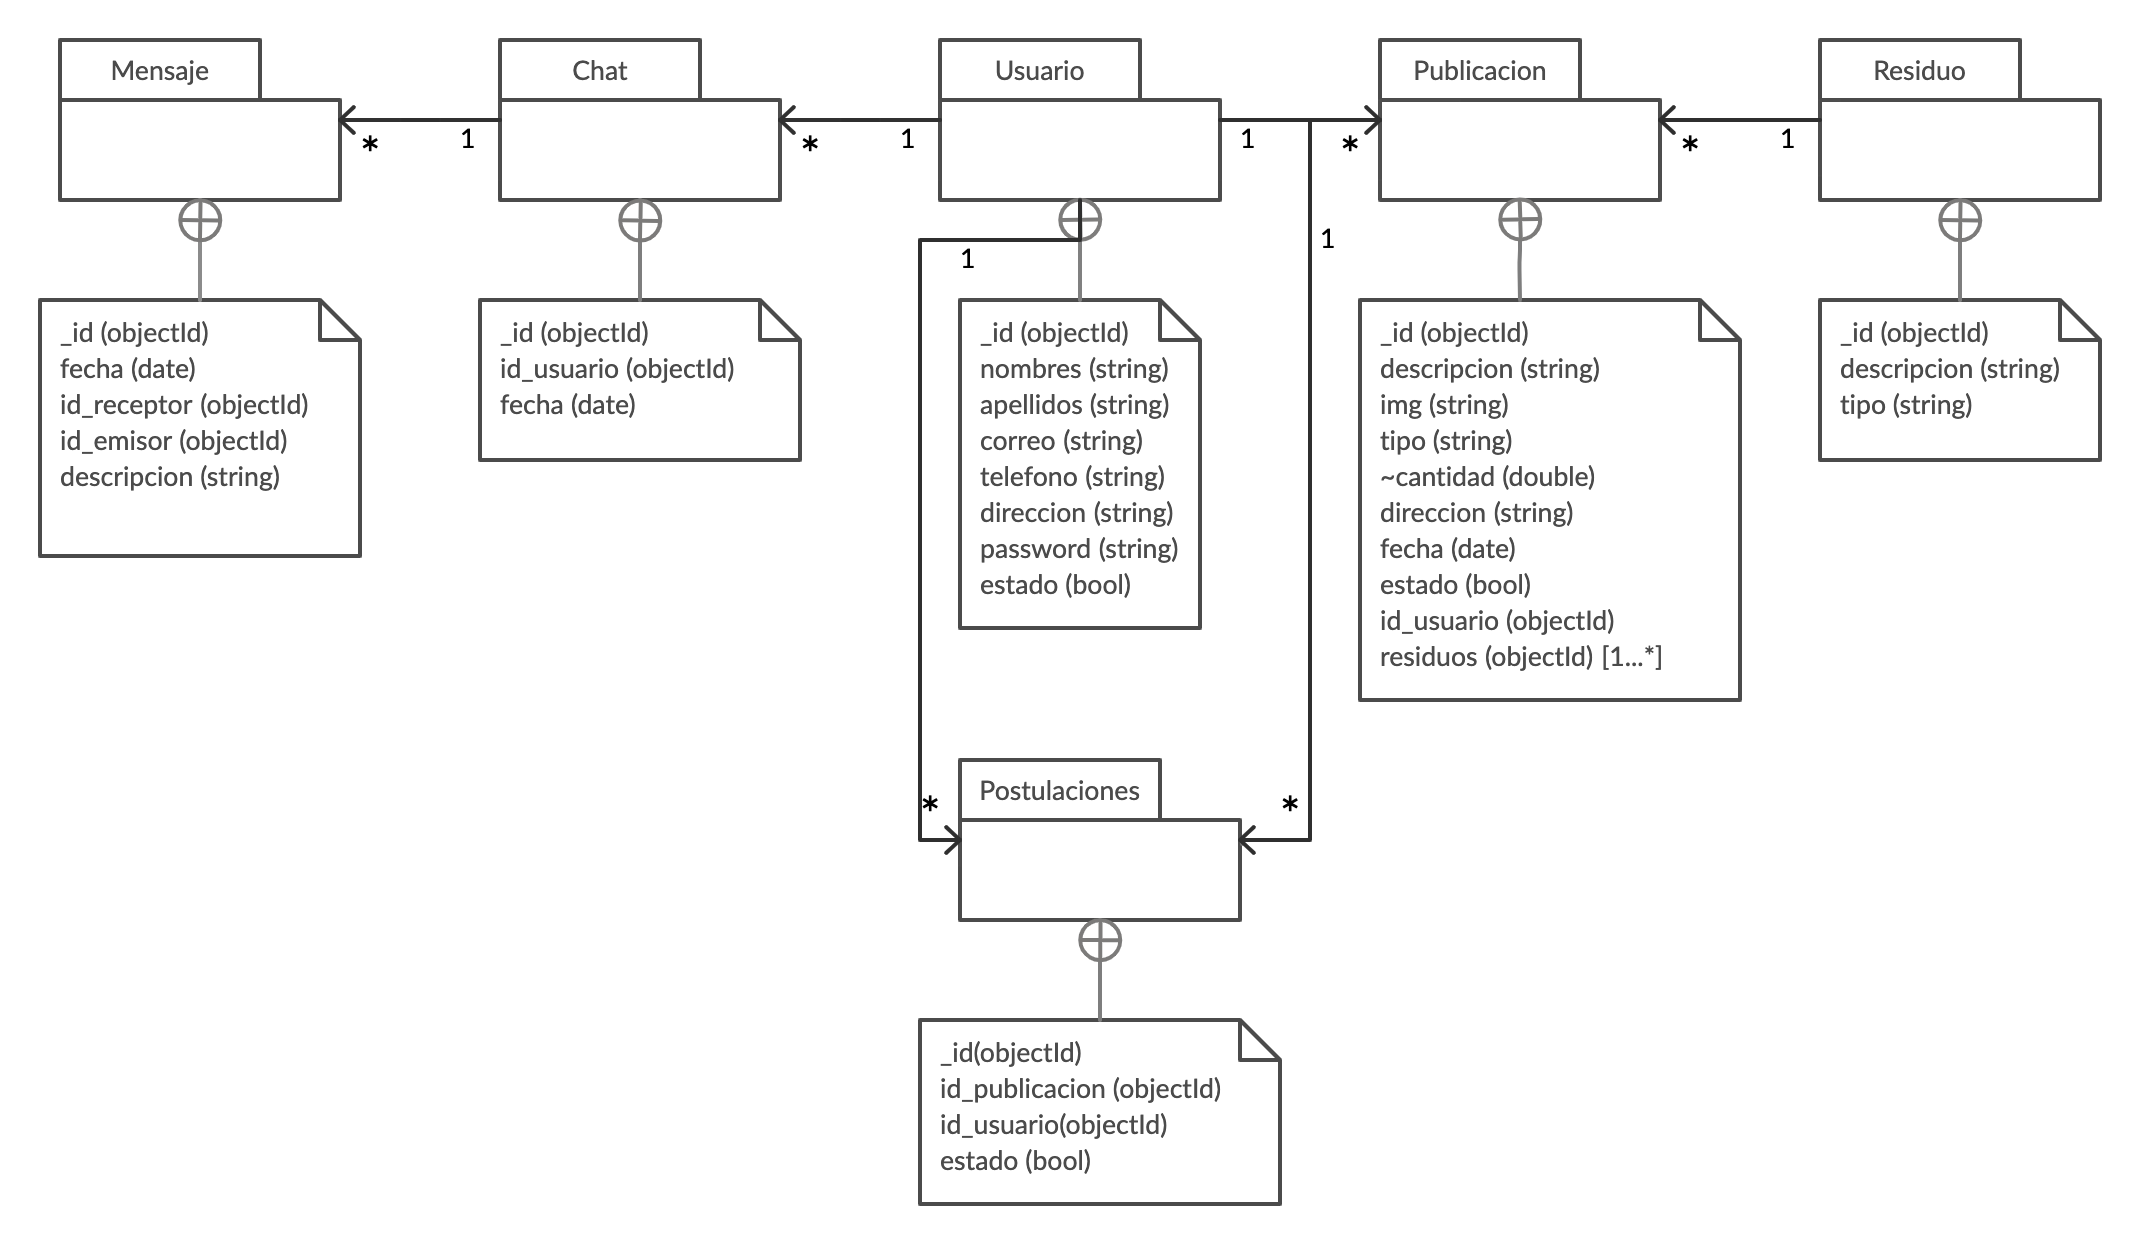 Mensaje
Chat
Usuario
Publicacion
Residuo
*
1
*
1
1
*
*
1
1
1
_id (objectId)
fecha (date)
id_receptor (objectId)
id_emisor (objectId)
descripcion (string)
_id (objectId)
id_usuario (objectId)
fecha (date)
_id (objectId)
nombres (string)
apellidos (string)
correo (string)
telefono (string)
direccion (string)
password (string)
estado (bool)
_id (objectId)
descripcion (string)
img (string)
tipo (string)
~cantidad (double)
direccion (string)
fecha (date)
estado (bool)
id_usuario (objectId)
residuos (objectId) [1...*]
_id (objectId)
descripcion (string)
tipo (string)
Postulaciones
*
*
_id(objectId)
id_publicacion (objectId)
id_usuario(objectId)
estado (bool)